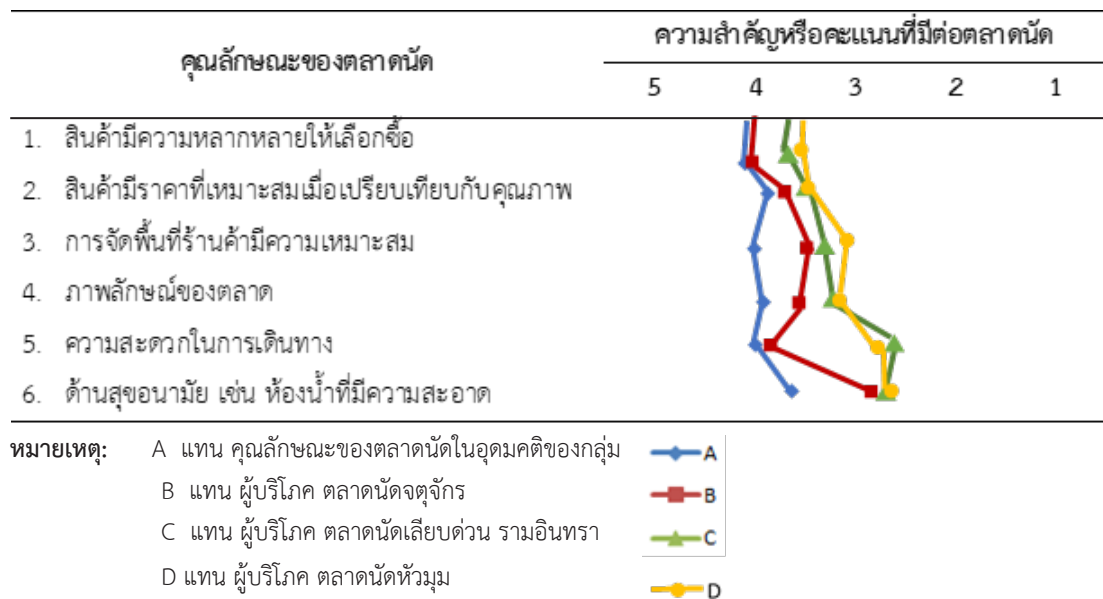 คุณลักษณะของตลาดนัด
ความสำคัญหรือคะแนนที่มีต่อตลาดนัด
5 4 3 2 1
1. สินค้ามีความหลากหลายให้เลือกซื้อ
2. สินค้ามีราคาที่เหมาะสมเมื่อเปรียบเทียบกับคุณภาพ
3. การจัดพื้นที่ร้านค้ามีความเหมาะสม
4. ภาพลักษณ์ของตลาด
5. ความสะดวกในการเดินทาง
6. ด้านสุขอนามัย เช่น ห้องน้ำที่มีความสะอาด
หมายเหตุ: A แทน คุณลักษณะของตลาดนัดในอุดมคติของกลุ่ม A
B แทน ผู้บริโภค ตลาดนัดจตุจักร B
C แทน ผู้บริโภค ตลาดนัดเลียบด่วน รามอินทรา C
D แทน ผู้บริโภค ตลาดนัดหัวมุม D